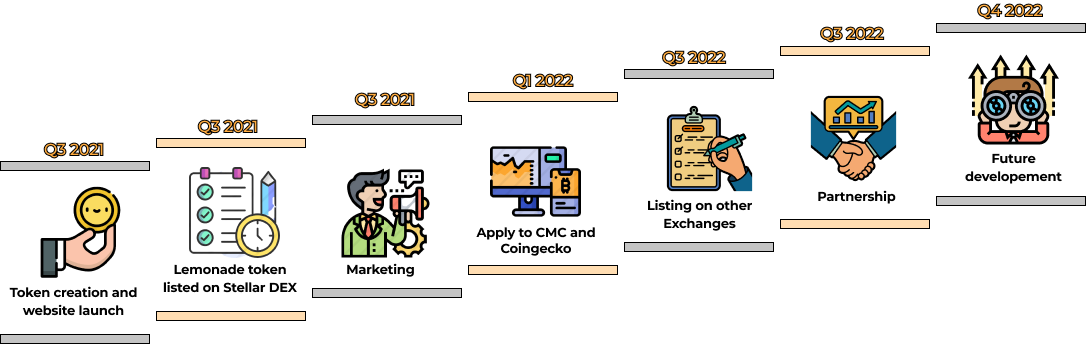 Q3 2021
Token creation and
website launch
Q3 2021
Lemonade token
listed on Stellar DEX
Q3 2021
Marketing
Q1 2022
Apply to CMC and
Coingecko
Q3 2022
Listing on other
Exchanges
Q3 2022
Partnership
Q4 2022
Future
developement